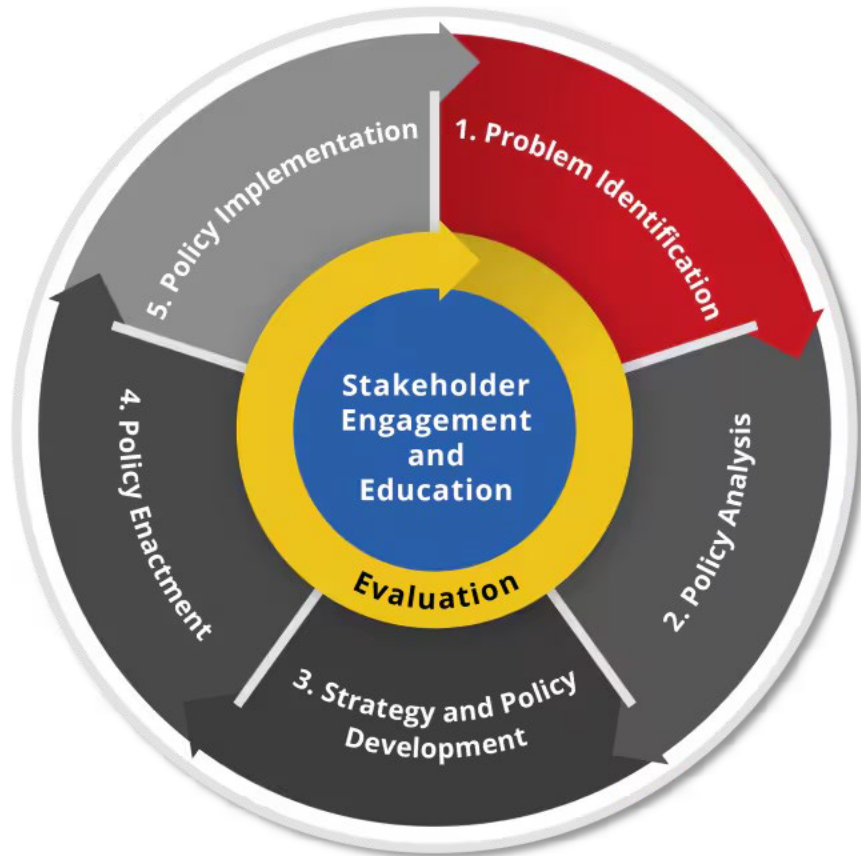 1. Problem Identification
2. Policy Analysis
3. Strategy and Policy
Development
4. Policy Enactment
5. Policy Implementation
Stakeholder
Engagement
and
Education
Evaluation